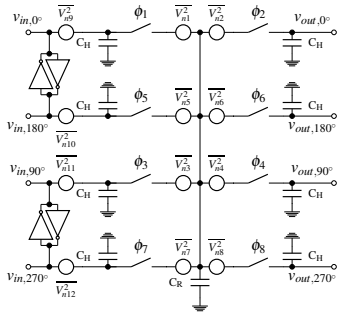 v_in,0° V²_n9 C_H ϕ1 V²_n1 V²_n2 ϕ2 C_H v_out,0°
v_in,180° V²_n10 C_H ϕ5 V²_n5 V²_n6 ϕ6 C_H v_out,180°
v_in,90° V²_n11 C_H ϕ3 V²_n3 V²_n4 ϕ4 C_H v_out,90°
v_in,270° V²_n12 C_H ϕ7 V²_n7 V²_n8 ϕ8 C_H v_out,270°
C_R